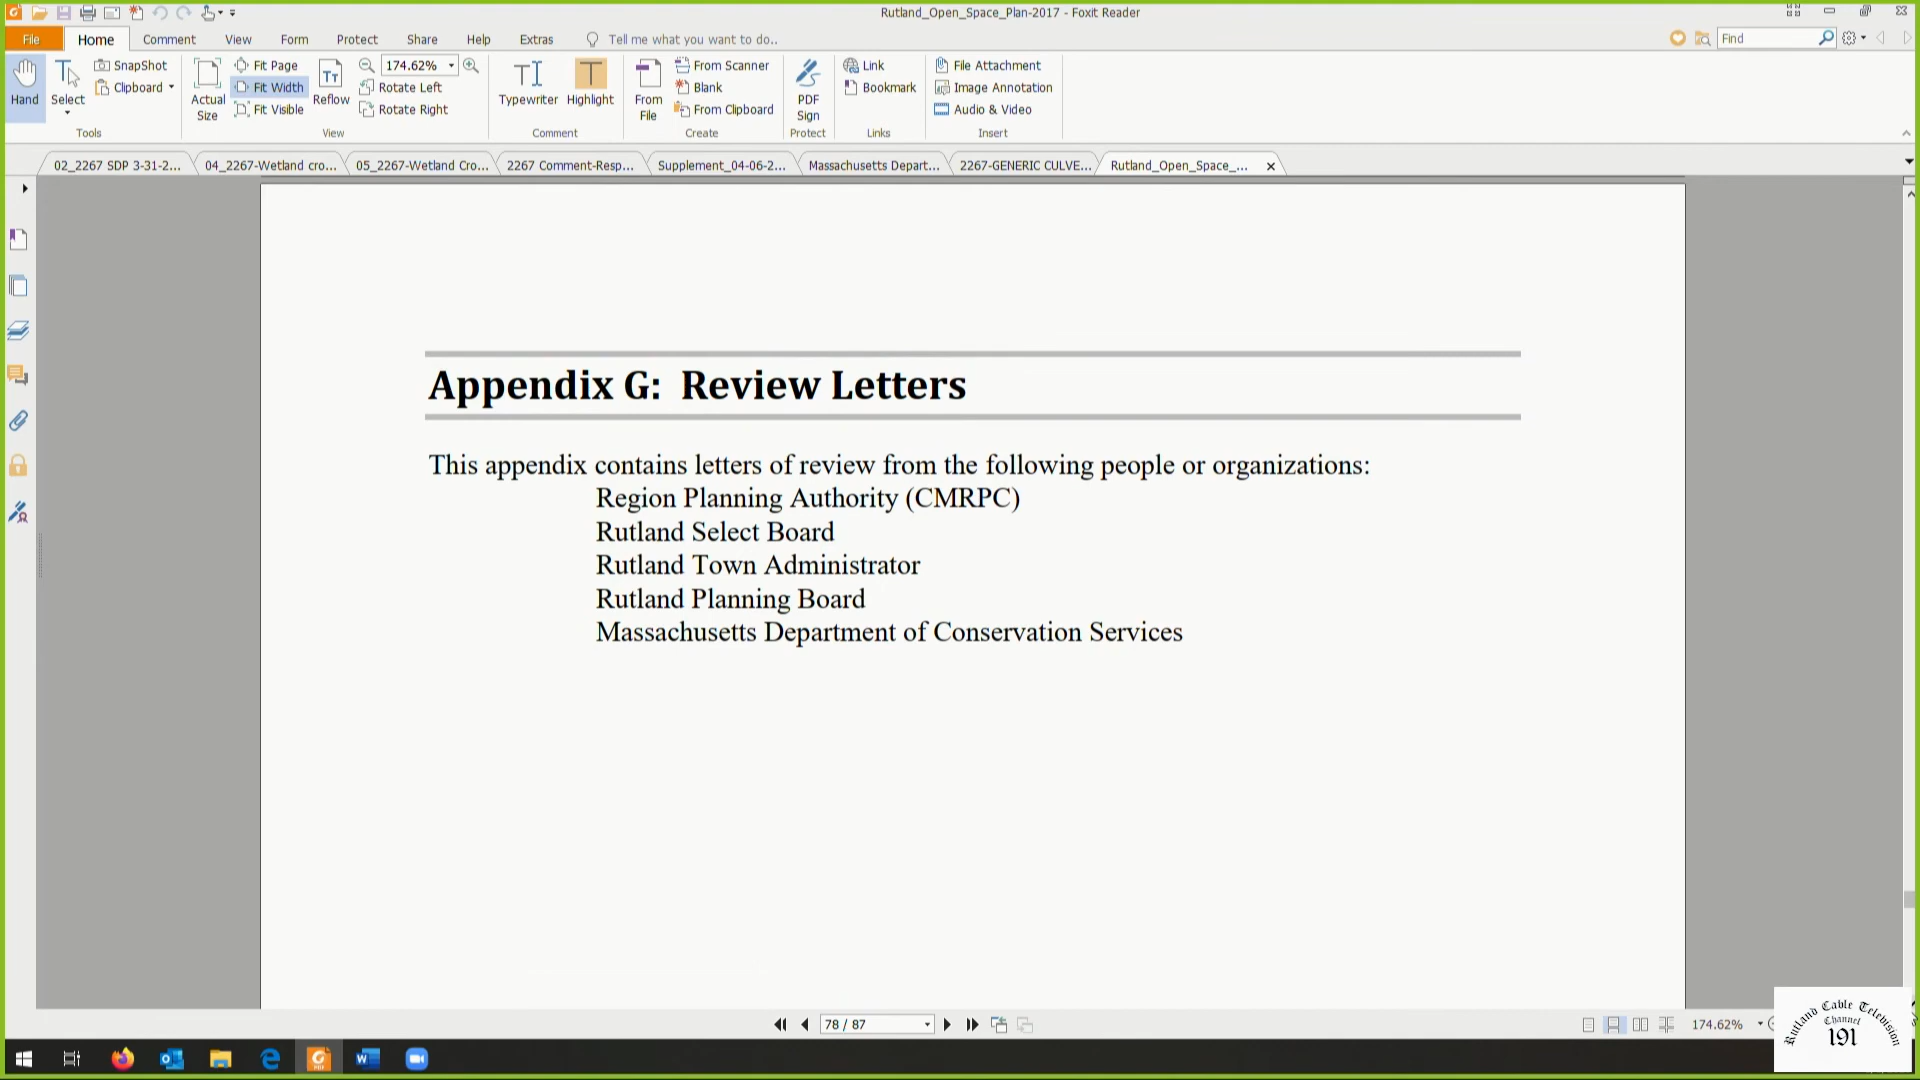 Rutland_Open_Space_Plan-2017 - Foxit Reader
File Home Comment View Form Protect Share Help Extras Tell me what you want to do.. Find
Hand
Select
SnapShot
Clipboard
Tools
Actual Size
Fit Page
Fit Width
Fit Visible
Reflow
174.62%
Rotate Left
Rotate Right
View
Typewriter
Highlight
Comment
From File
From Scanner
Blank
From Clipboard
Create
PDF Sign
Protect
Link
Bookmark
Links
File Attachment
Image Annotation
Audio & Video
Insert
02_2267 SDP 3-31-2... 04_2267-Wetland cro... 05_2267-Wetland Cro... 2267 Comment-Resp... Supplement_04-06-2... Massachusetts Depart... 2267-GENERIC CULVE... Rutland_Open_Space_...
Appendix G: Review Letters
This appendix contains letters of review from the following people or organizations:
Region Planning Authority (CMRPC)
Rutland Select Board
Rutland Town Administrator
Rutland Planning Board
Massachusetts Department of Conservation Services
78 / 87
174.62%
Rutland Cable Television
Channel
191